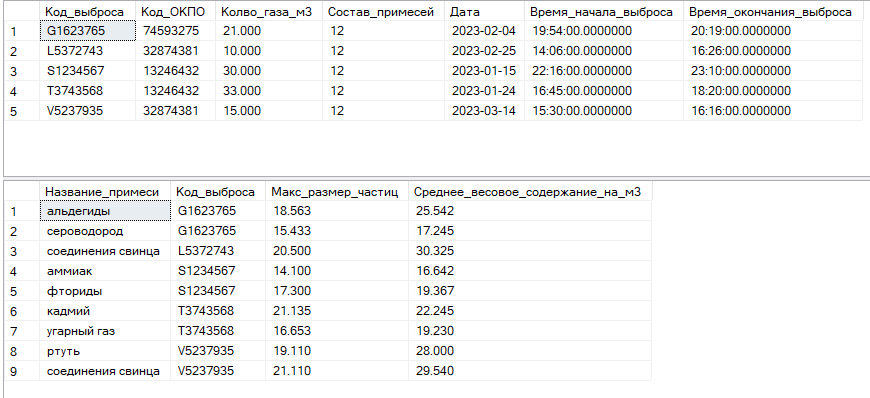 Код_выброса Код_ОКПО Колво_газа_м3 Состав_примесей Дата Время_начала_выброса Время_окончания_выброса
1 G1623765 74593275 21.000 12 2023-02-04 19:54:00.0000000 20:19:00.0000000
2 L5372743 32874381 10.000 12 2023-02-25 14:06:00.0000000 16:26:00.0000000
3 S1234567 13246432 30.000 12 2023-01-15 22:16:00.0000000 23:10:00.0000000
4 T3743568 13246432 33.000 12 2023-01-24 16:45:00.0000000 18:20:00.0000000
5 V5237935 32874381 15.000 12 2023-03-14 15:30:00.0000000 16:16:00.0000000
Название_примеси Код_выброса Макс_размер_частиц Среднее_весовое_содержание_на_м3
1 альдегиды G1623765 18.563 25.542
2 сероводород G1623765 15.433 17.245
3 соединения свинца L5372743 20.500 30.325
4 аммиак S1234567 14.100 16.642
5 фториды S1234567 17.300 19.367
6 кадмий T3743568 21.135 22.245
7 угарный газ T3743568 16.653 19.230
8 ртуть V5237935 19.110 28.000
9 соединения свинца V5237935 21.110 29.540